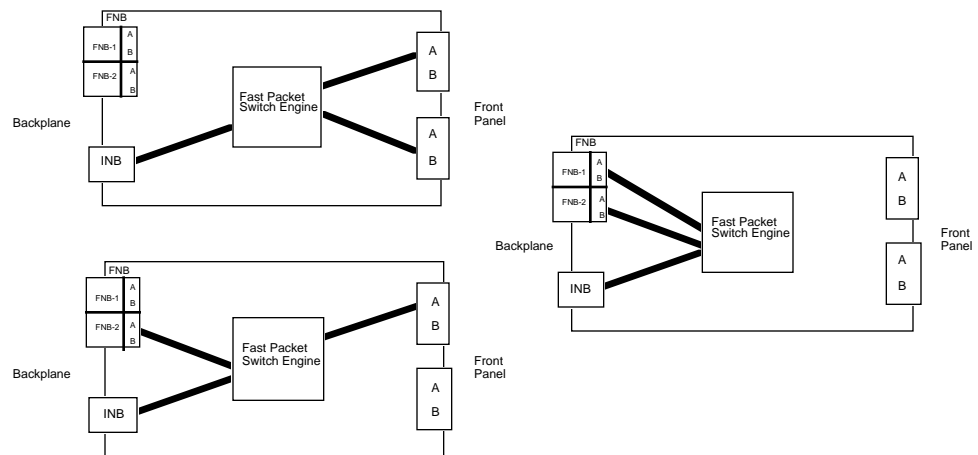 FNB
FNB-1
A
B
FNB-2
A
B
Backplane
INB
Fast Packet
Switch Engine
A
B
A
B
Front
Panel
FNB
FNB-1
A
B
FNB-2
A
B
Backplane
INB
Fast Packet
Switch Engine
A
B
A
B
Front
Panel
FNB
FNB-1
A
B
FNB-2
A
B
Backplane
INB
Fast Packet
Switch Engine
A
B
A
B
Front
Panel